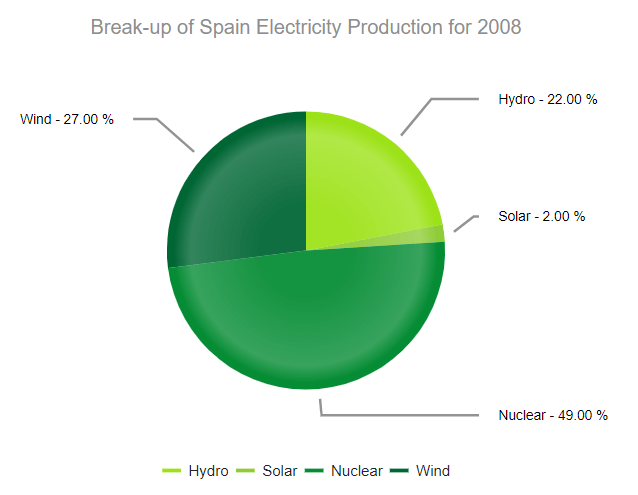 Break-up of Spain Electricity Production for 2008
Hydro - 22.00 %
Wind - 27.00 %
Solar - 2.00 %
Nuclear - 49.00 %
Hydro Solar Nuclear Wind